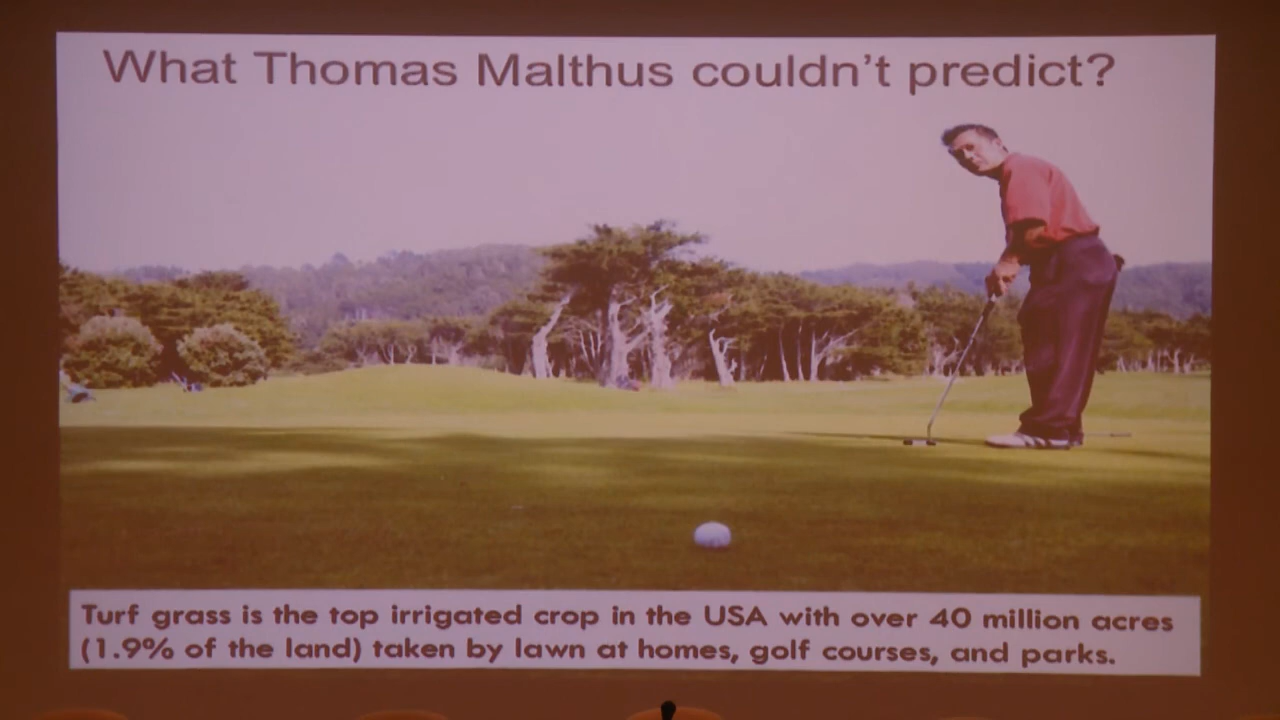 What Thomas Malthus couldn't predict?
Turf grass is the top irrigated crop in the USA with over 40 million acres
(1.9% of the land) taken by lawn at homes, golf courses, and parks.